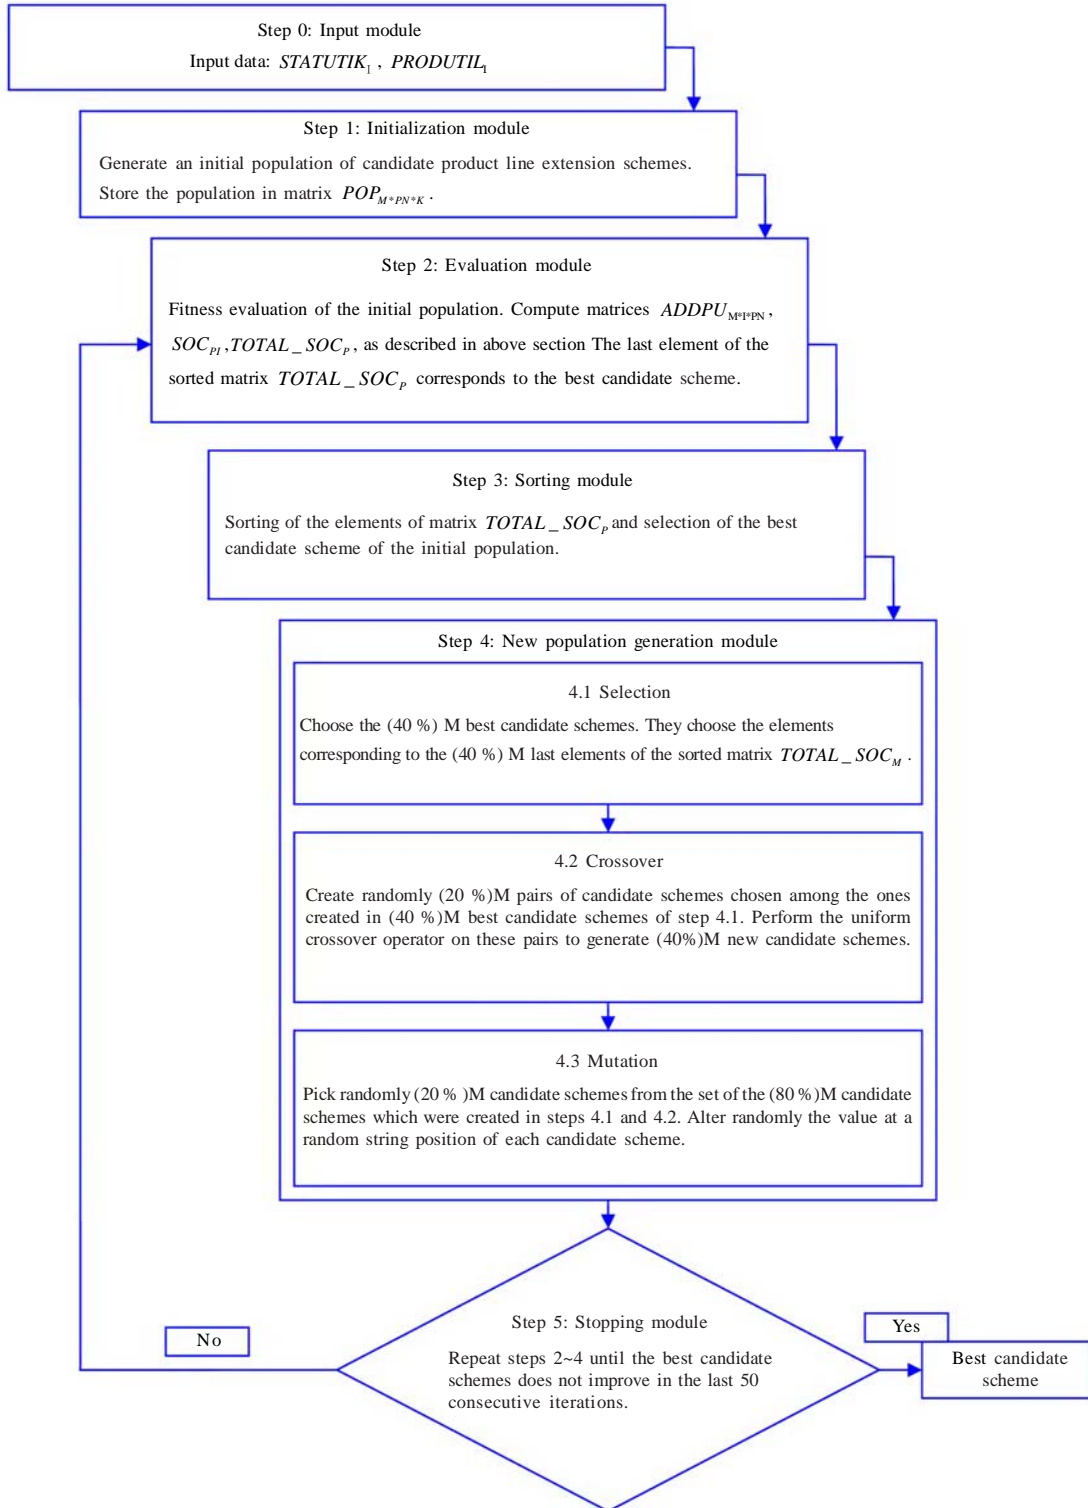 Step 0: Input module
Input data: STATUTIK_I , PRODUTIL_I
Step 1: Initialization module
Generate an initial population of candidate product line extension schemes.
Store the population in matrix POP_{M*PN*K} .
Step 2: Evaluation module
Fitness evaluation of the initial population. Compute matrices ADDPU_{M*I*PN} ,
SOC_{PI} , TOTAL_SOC_P , as described in above section The last element of the
sorted matrix TOTAL_SOC_P corresponds to the best candidate scheme.
Step 3: Sorting module
Sorting of the elements of matrix TOTAL_SOC_P and selection of the best
candidate scheme of the initial population.
Step 4: New population generation module
4.1 Selection
Choose the (40 %) M best candidate schemes. They choose the elements
corresponding to the (40 %) M last elements of the sorted matrix TOTAL_SOC_M .
4.2 Crossover
Create randomly (20 %)M pairs of candidate schemes chosen among the ones
created in (40 %)M best candidate schemes of step 4.1. Perform the uniform
crossover operator on these pairs to generate (40%)M new candidate schemes.
4.3 Mutation
Pick randomly (20 % )M candidate schemes from the set of the (80 %)M candidate
schemes which were created in steps 4.1 and 4.2. Alter randomly the value at a
random string position of each candidate scheme.
Step 5: Stopping module
Repeat steps 2~4 until the best candidate
schemes does not improve in the last 50
consecutive iterations.
No
Yes
Best candidate
scheme